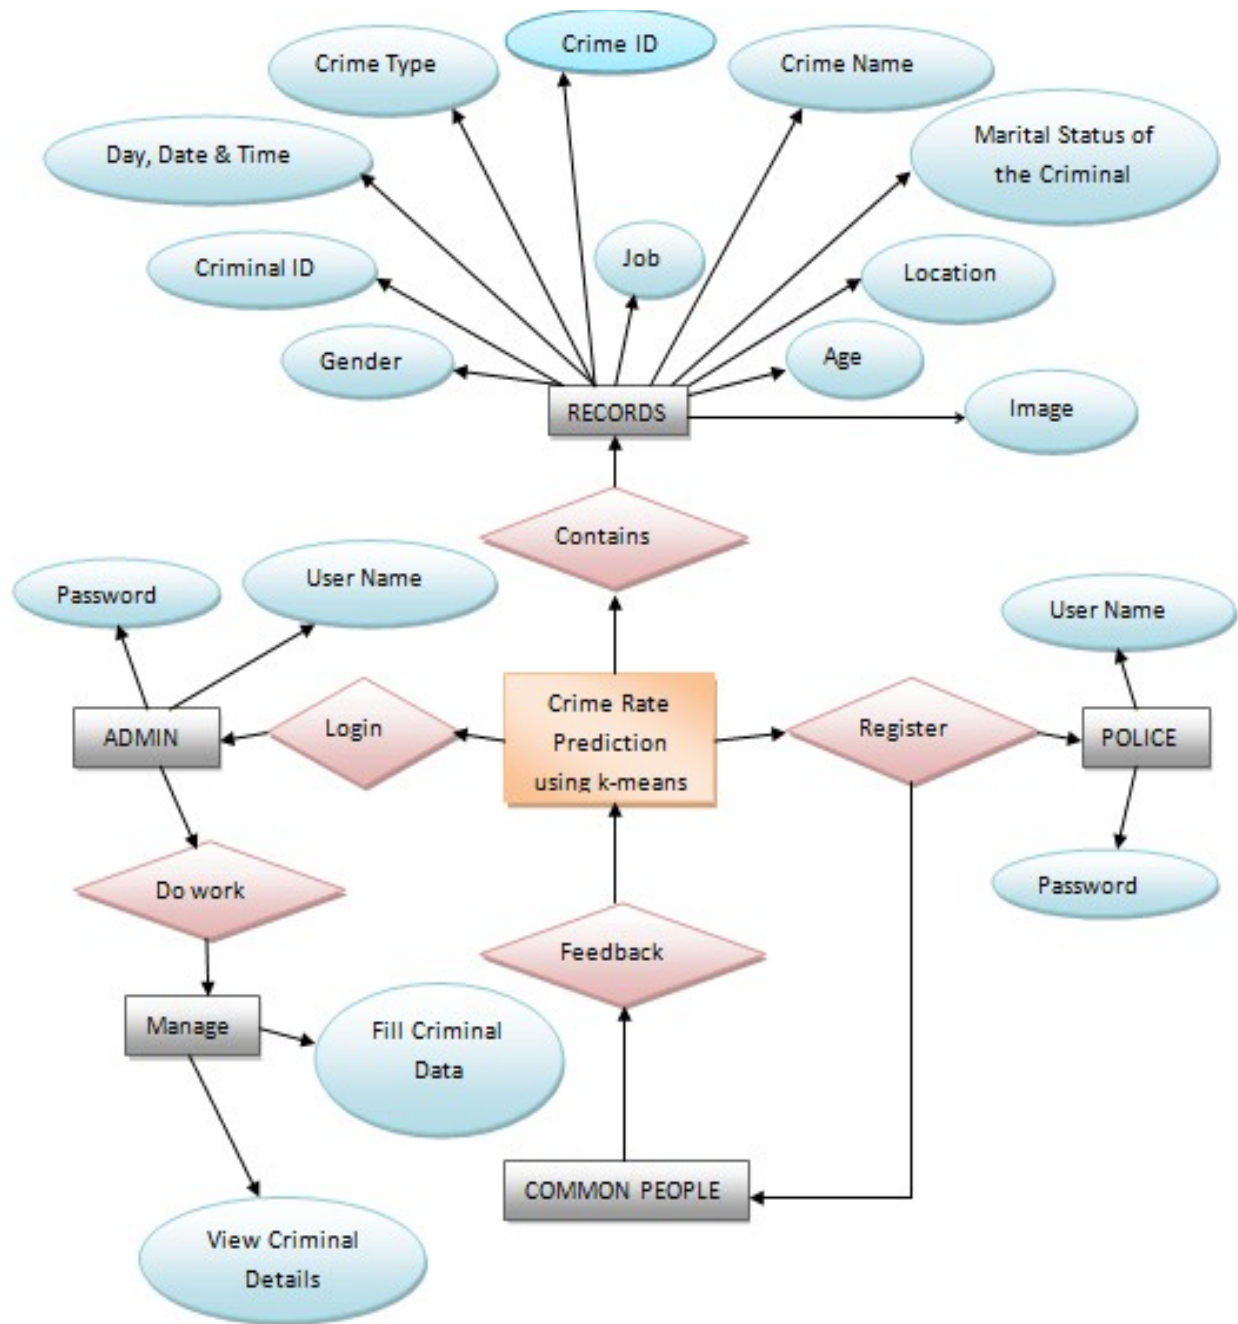 Crime ID
Crime Type
Crime Name
Marital Status of
the Criminal
Day, Date & Time
Job
Criminal ID
Location
Gender
Age
Image
RECORDS
Contains
Password
User Name
User Name
ADMIN
Login
Crime Rate
Prediction
using k-means
Register
POLICE
Do work
Password
Feedback
Manage
Fill Criminal
Data
COMMON PEOPLE
View Criminal
Details